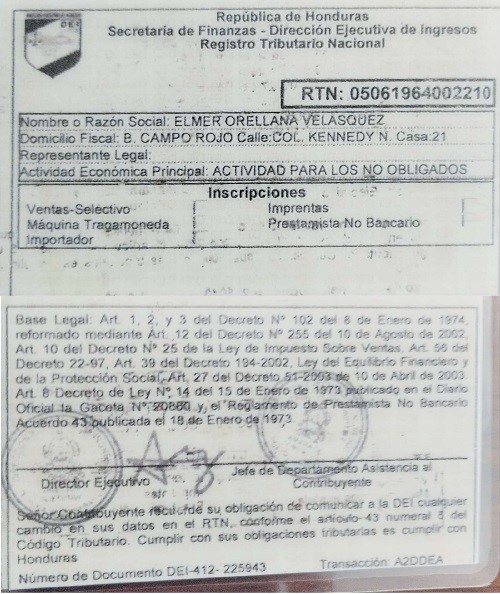 DEI
República de Honduras
Secretaría de Finanzas - Dirección Ejecutiva de Ingresos
Registro Tributario Nacional
RTN: 05061964002210
Nombre o Razón Social: ELMER ORELLANA VELASQUEZ
Domicilio Fiscal: B. CAMPO ROJO Calle:COL. KENNEDY N. Casa:21
Representante Legal:
Actividad Económica Principal: ACTIVIDAD PARA LOS NO OBLIGADOS
Inscripciones
Ventas-Selectivo
Imprentas
Máquina Tragamoneda
Prestamista No Bancario
Importador
Base Legal: Art. 1, 2, y 3 del Decreto Nº 102 del 8 de Enero de 1974,
reformado mediante Art. 12 del Decreto Nº 255 del 10 de Agosto de 2002,
Art. 10 del Decreto Nº 25 de la Ley de Impuesto Sobre Ventas, Art. 56 del
Decreto 22-97, Art. 39 del Decreto 194-2002, Ley del Equilibrio Financiero y
de la Protección Social, Art. 27 del Decreto 51-2003 de 10 de Abril de 2003,
Art. 8 Decreto de Ley Nº 14 del 15 de Enero de 1973 publicado en el Diario
Oficial la Gaceta Nº 20880 y el Reglamento de Prestamista No Bancario
Acuerdo 43 publicada el 18 de Enero de 1973.
Director Ejecutivo
Jefe de Departamento Asistencia al
Contribuyente
Señor Contribuyente recuerde su obligación de comunicar a la DEI cualquier
cambio en sus datos en el RTN, conforme el articulo 43 numeral 5 del
Código Tributario. Cumplir con sus obligaciones tributarias es cumplir con
Honduras
Número de Documento DEI-412- 225943
Transacción: A2DDEA